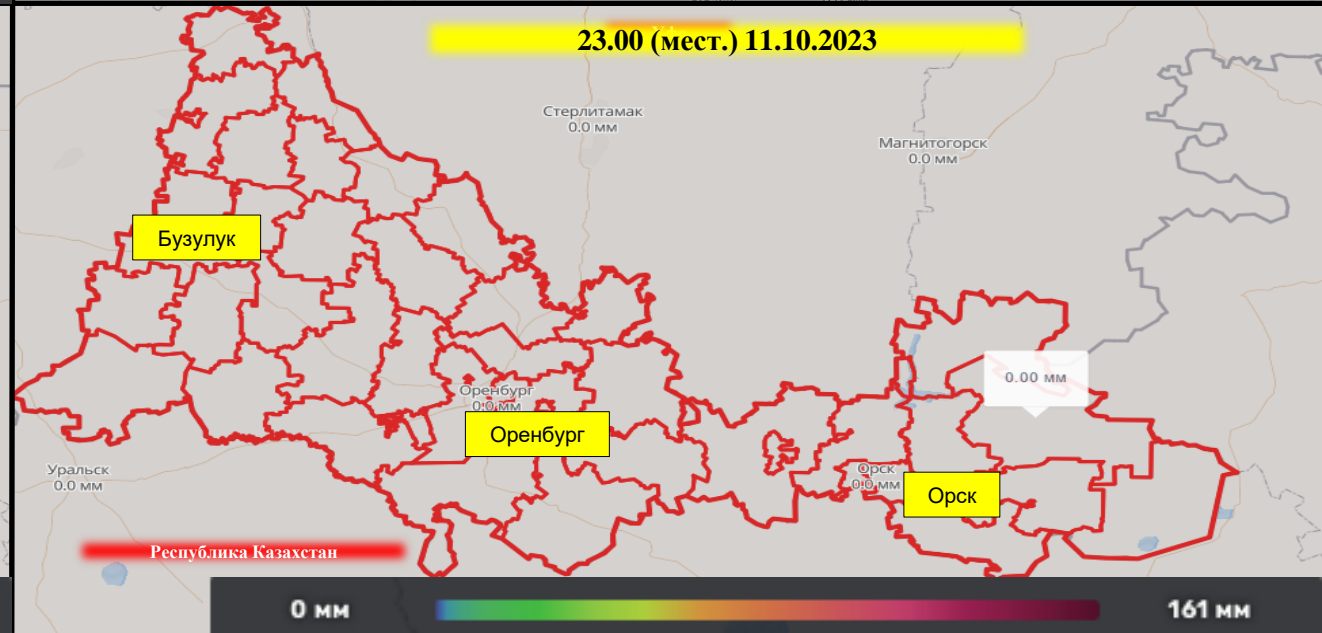 23.00 (мест.) 11.10.2023
Стерлитамак
0.0 мм
Магнитогорск
0.0 мм
Бузулук
0.00 мм
Оренбург
0.0 мм
Оренбург
Уральск
0.0 мм
Орск
0.0 мм
Орск
Республика Казахстан
0 мм
161 мм